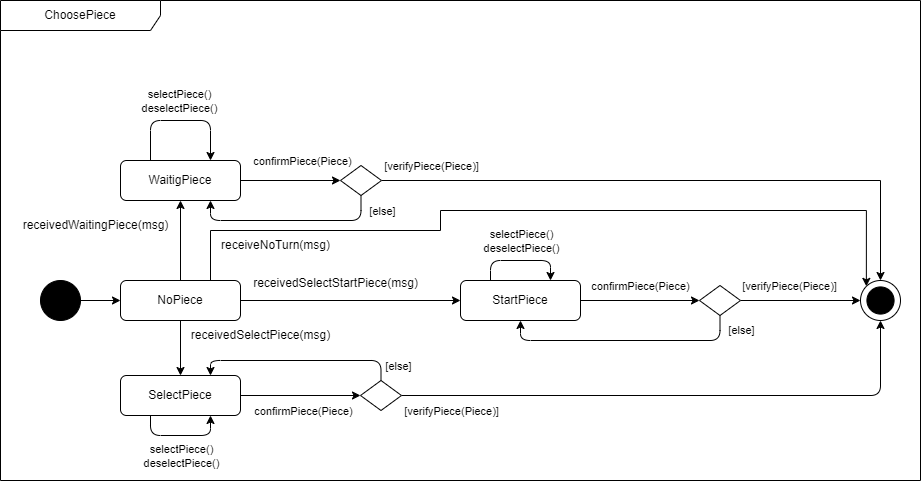 ChoosePiece
selectPiece()
deselectPiece()
WaitigPiece
confirmPiece(Piece)
[verifyPiece(Piece)]
[else]
receivedWaitingPiece(msg)
receiveNoTurn(msg)
selectPiece()
deselectPiece()
NoPiece
receivedSelectStartPiece(msg)
StartPiece
confirmPiece(Piece)
[verifyPiece(Piece)]
[else]
receivedSelectPiece(msg)
[else]
SelectPiece
confirmPiece(Piece)
[verifyPiece(Piece)]
selectPiece()
deselectPiece()